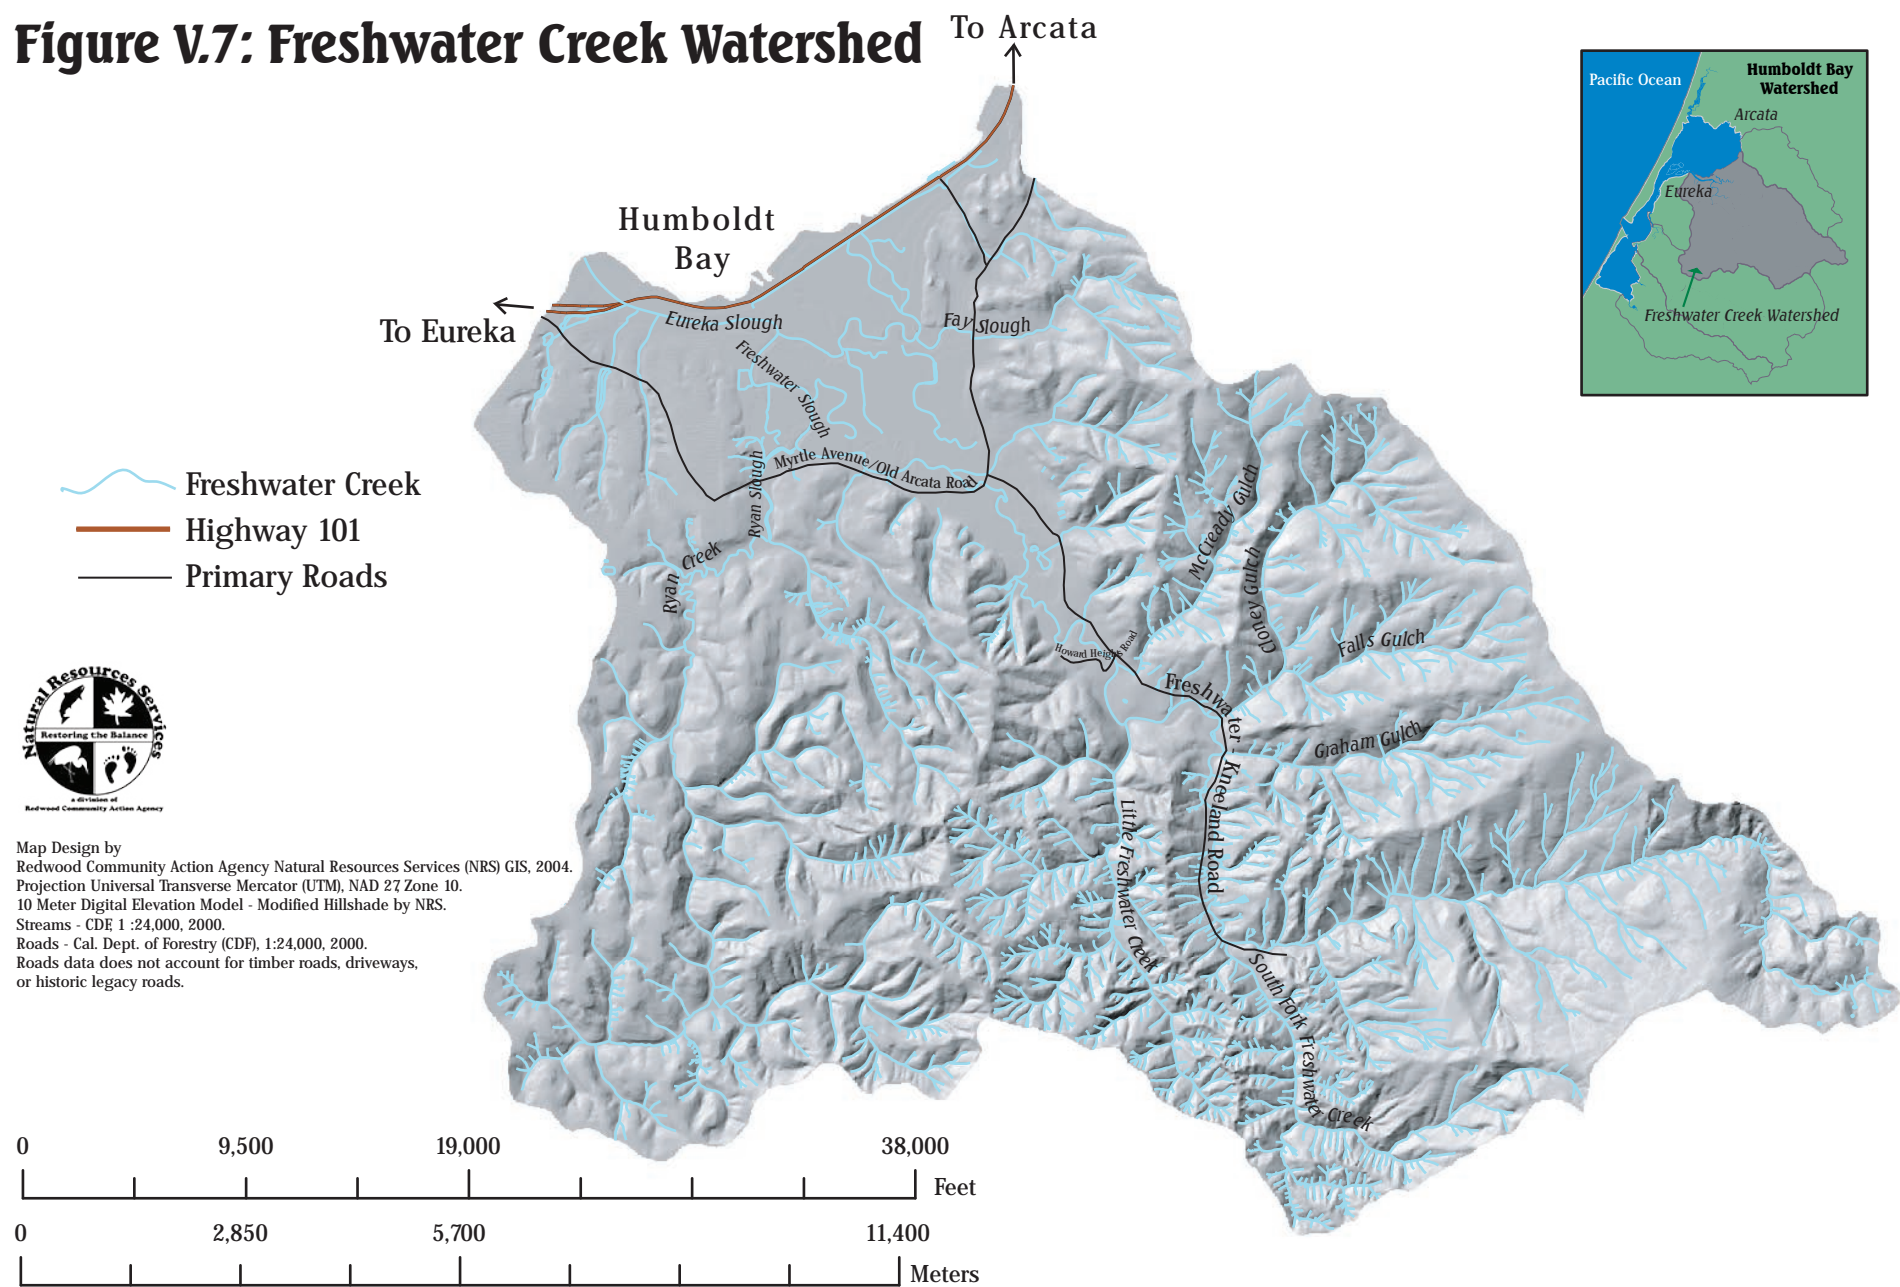 Figure V.7: Freshwater Creek Watershed
To Arcata
Pacific Ocean
Humboldt Bay
Watershed
Arcata
Eureka
Freshwater Creek Watershed
Humboldt
Bay
To Eureka
Eureka Slough
Fay Slough
Freshwater Slough
Myrtle Avenue/Old Arcata Road
Ryan Slough
Ryan Creek
McCready Gulch
Cloney Gulch
Falls Gulch
Howard Heights Road
Freshwater - Kneeland Road
Graham Gulch
Little Freshwater Creek
South Fork Freshwater Creek
Freshwater Creek
Highway 101
Primary Roads
Natural Resources Services
Restoring the Balance
a division of
Redwood Community Action Agency
Map Design by
Redwood Community Action Agency Natural Resources Services (NRS) GIS, 2004.
Projection Universal Transverse Mercator (UTM), NAD 27, Zone 10.
10 Meter Digital Elevation Model - Modified Hillshade by NRS.
Streams - CDF, 1 :24,000, 2000.
Roads - Cal. Dept. of Forestry (CDF), 1:24,000, 2000.
Roads data does not account for timber roads, driveways,
or historic legacy roads.
0 9,500 19,000 38,000
Feet
0 2,850 5,700 11,400
Meters